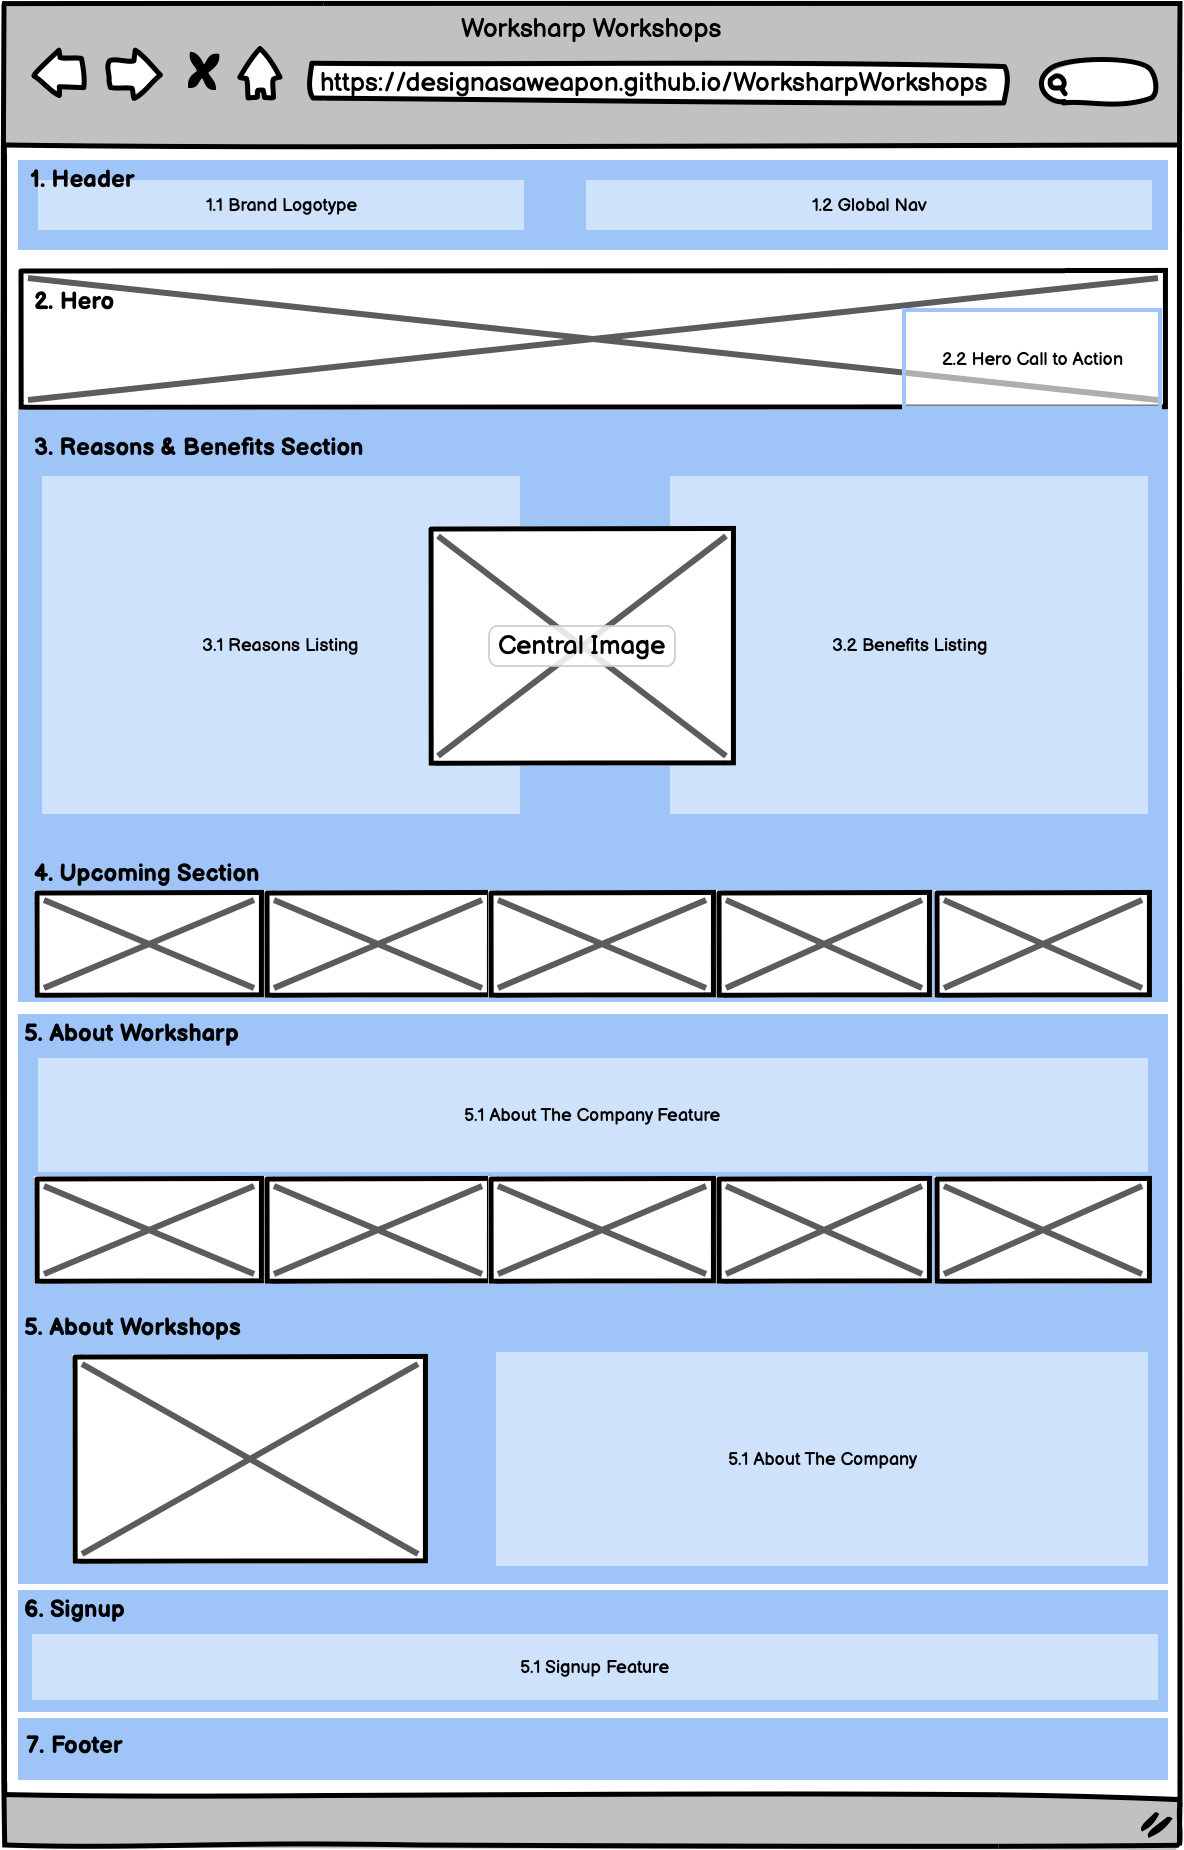 Worksharp Workshops
https://designasaweapon.github.io/WorksharpWorkshops
1. Header
1.1 Brand Logotype
1.2 Global Nav
2. Hero
2.2 Hero Call to Action
3. Reasons & Benefits Section
3.1 Reasons Listing
Central Image
3.2 Benefits Listing
4. Upcoming Section
5. About Worksharp
5.1 About The Company Feature
5. About Workshops
5.1 About The Company
6. Signup
5.1 Signup Feature
7. Footer